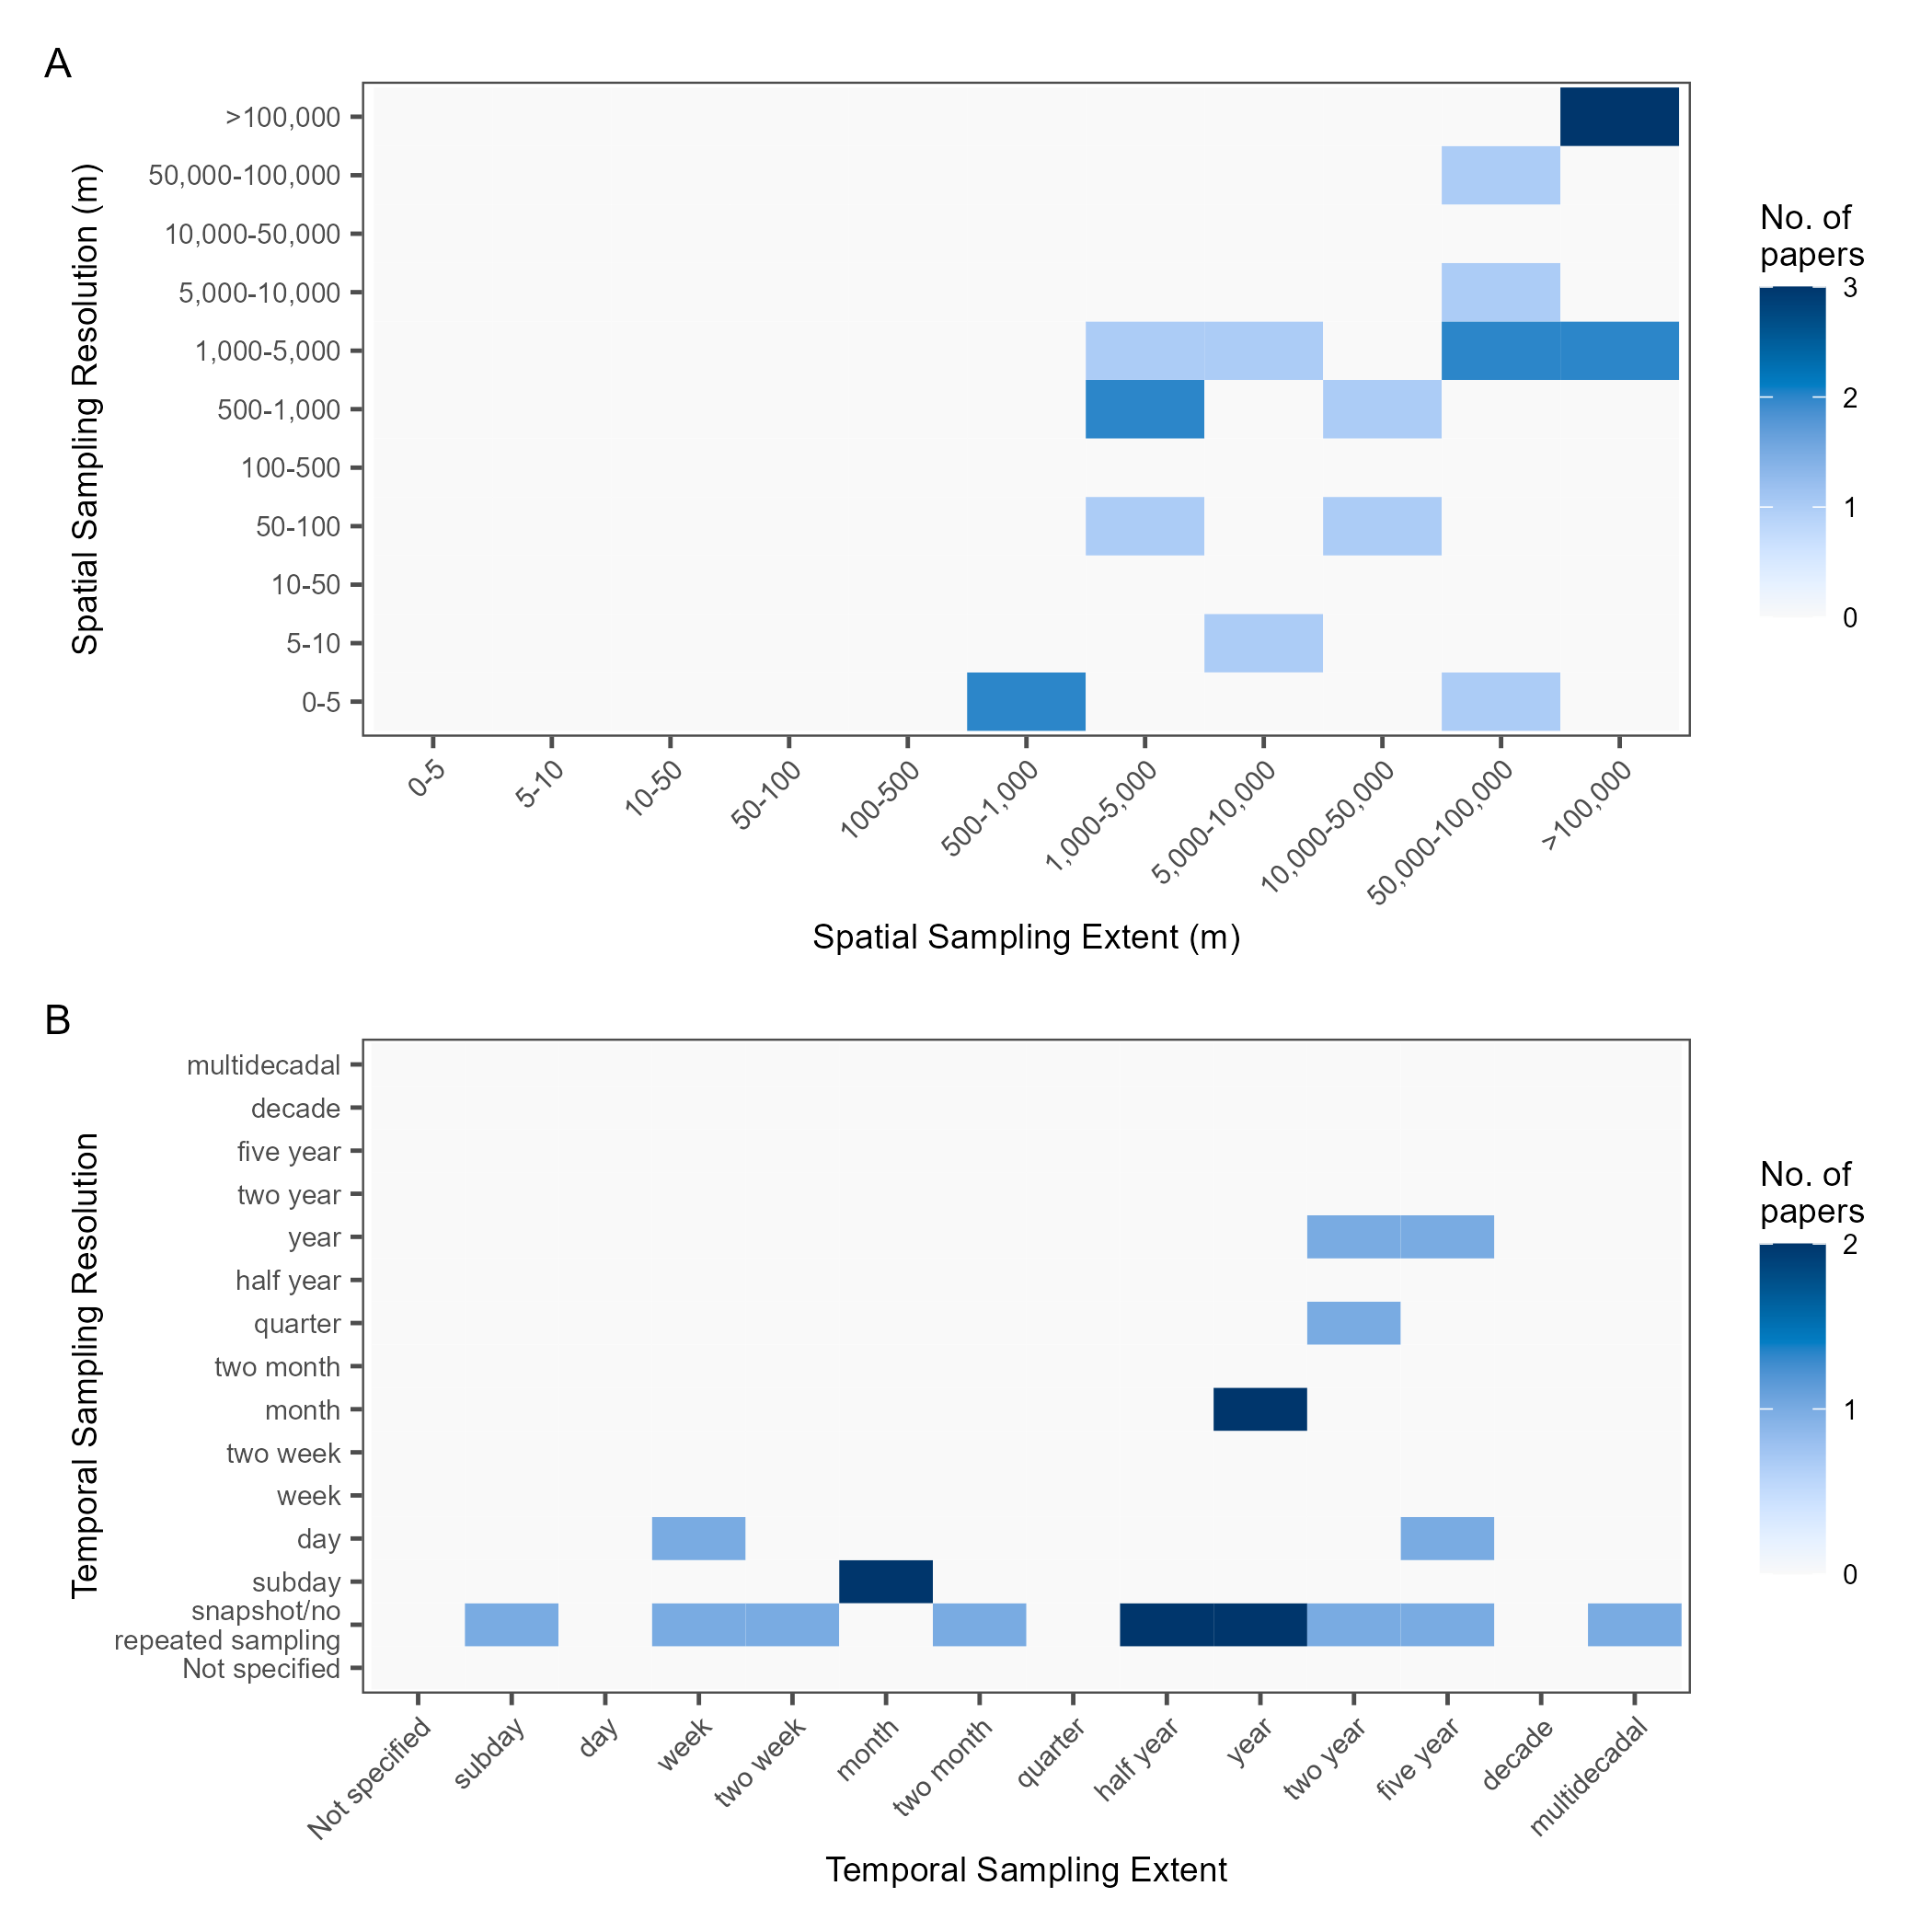 A
Spatial Sampling Resolution (m)
>100,000
50,000-100,000
10,000-50,000
5,000-10,000
1,000-5,000
500-1,000
100-500
50-100
10-50
5-10
0-5
0-5
5-10
10-50
50-100
100-500
500-1,000
1,000-5,000
5,000-10,000
10,000-50,000
50,000-100,000
>100,000
Spatial Sampling Extent (m)
No. of
papers
3
2
1
0
B
Temporal Sampling Resolution
multidecadal
decade
five year
two year
year
half year
quarter
two month
month
two week
week
day
subday
snapshot/no
repeated sampling
Not specified
Not specified
subday
day
week
two week
month
two month
quarter
half year
year
two year
five year
decade
multidecadal
Temporal Sampling Extent
No. of
papers
2
1
0